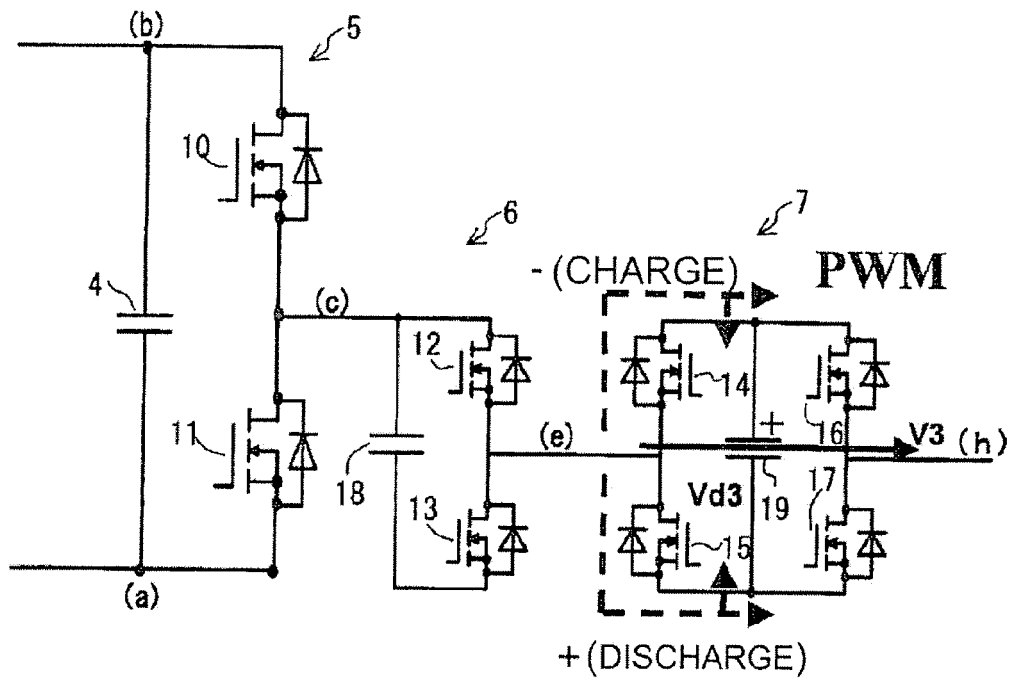 (b)
5
10
6
7
- (CHARGE)
PWM
4
(c)
12
14
16
11
18
(e)
+
V3
(h)
13
Vd3
19
17
15
(a)
+ (DISCHARGE)